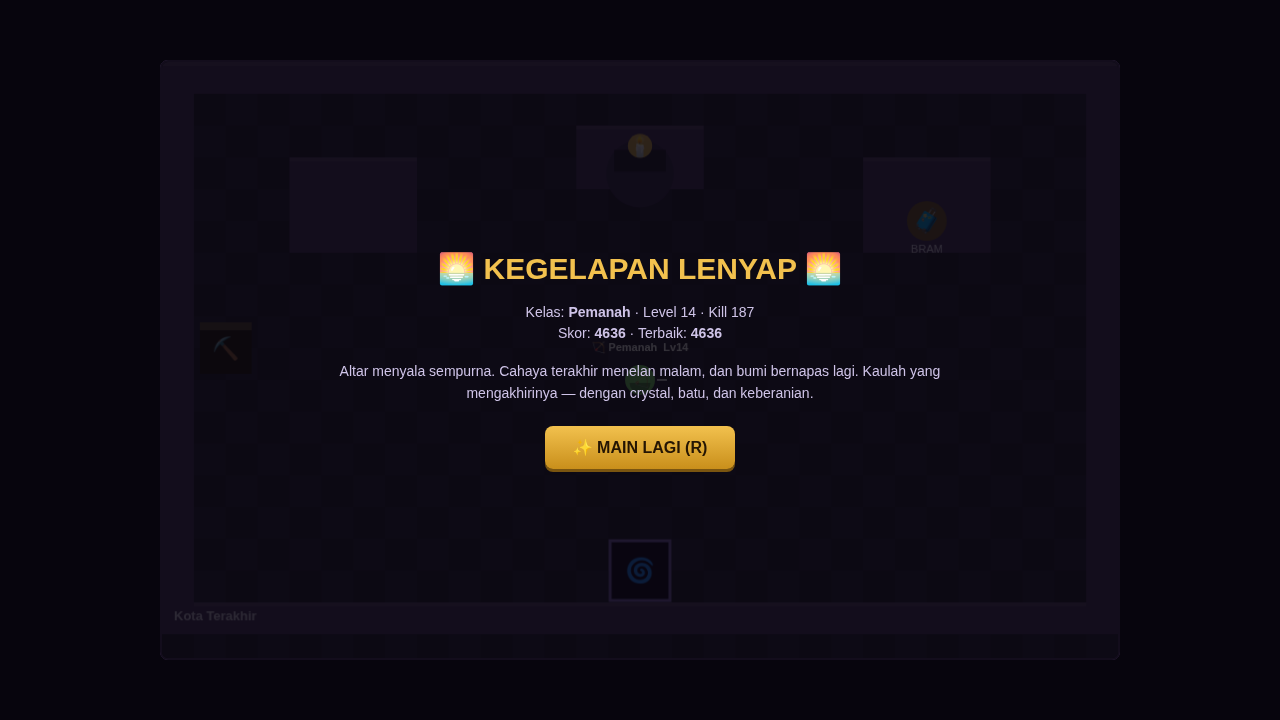 BRAM
🌅 KEGELAPAN LENYAP 🌅
Kelas: Pemanah · Level 14 · Kill 187
Skor: 4636 · Terbaik: 4636
Pemanah Lv14
Altar menyala sempurna. Cahaya terakhir menelan malam, dan bumi bernapas lagi. Kaulah yang
mengakhirinya — dengan crystal, batu, dan keberanian.
✨ MAIN LAGI (R)
Kota Terakhir